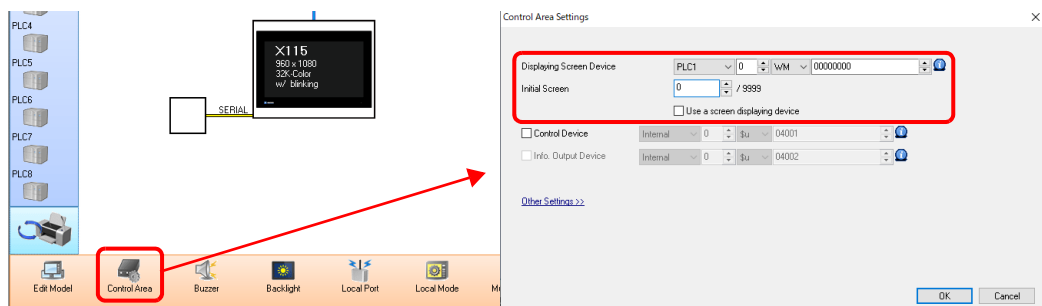 PLC4
PLC5
PLC6
PLC7
PLC8
X115
960 x 1080
32K-Color
w/ blinking
SERIAL
Edit Model
Control Area
Buzzer
Backlight
Local Port
Local Mode
Control Area Settings
Displaying Screen Device PLC1 0 WM 00000000
Initial Screen 0 / 9999
Use a screen displaying device
Control Device Internal 0 $u 04001
Info. Output Device Internal 0 $u 04002
Other Settings >>
OK Cancel